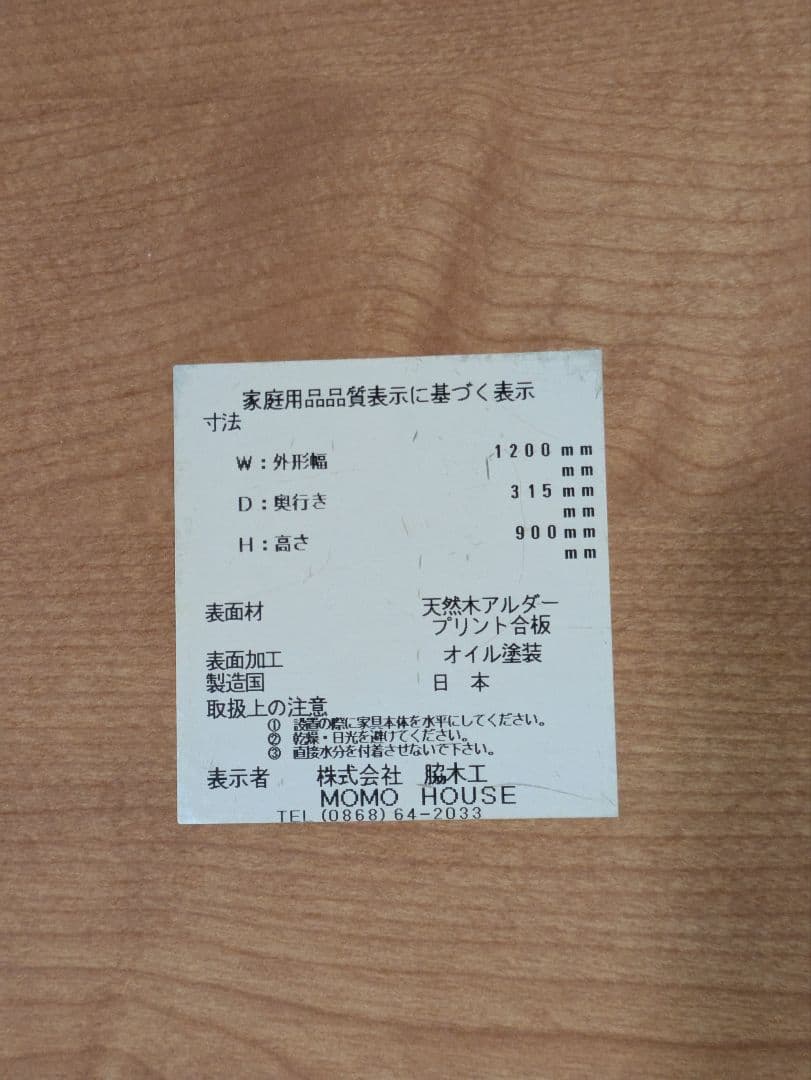 家庭用品品質表示に基づく表示
寸法
W：外形幅 1200mm
mm
D：奥行き 315mm
mm
H：高さ 900mm
mm
表面材 天然木アルダー
プリント合板
表面加工 オイル塗装
製造国 日 本
取扱上の注意
① 設置の際に家具本体を水平にしてください。
② 乾燥・日光を避けてください。
③ 直接水分を付着させないで下さい。
表示者 株式会社 脇木工
MOMO HOUSE
TEL (0868) 64-2033